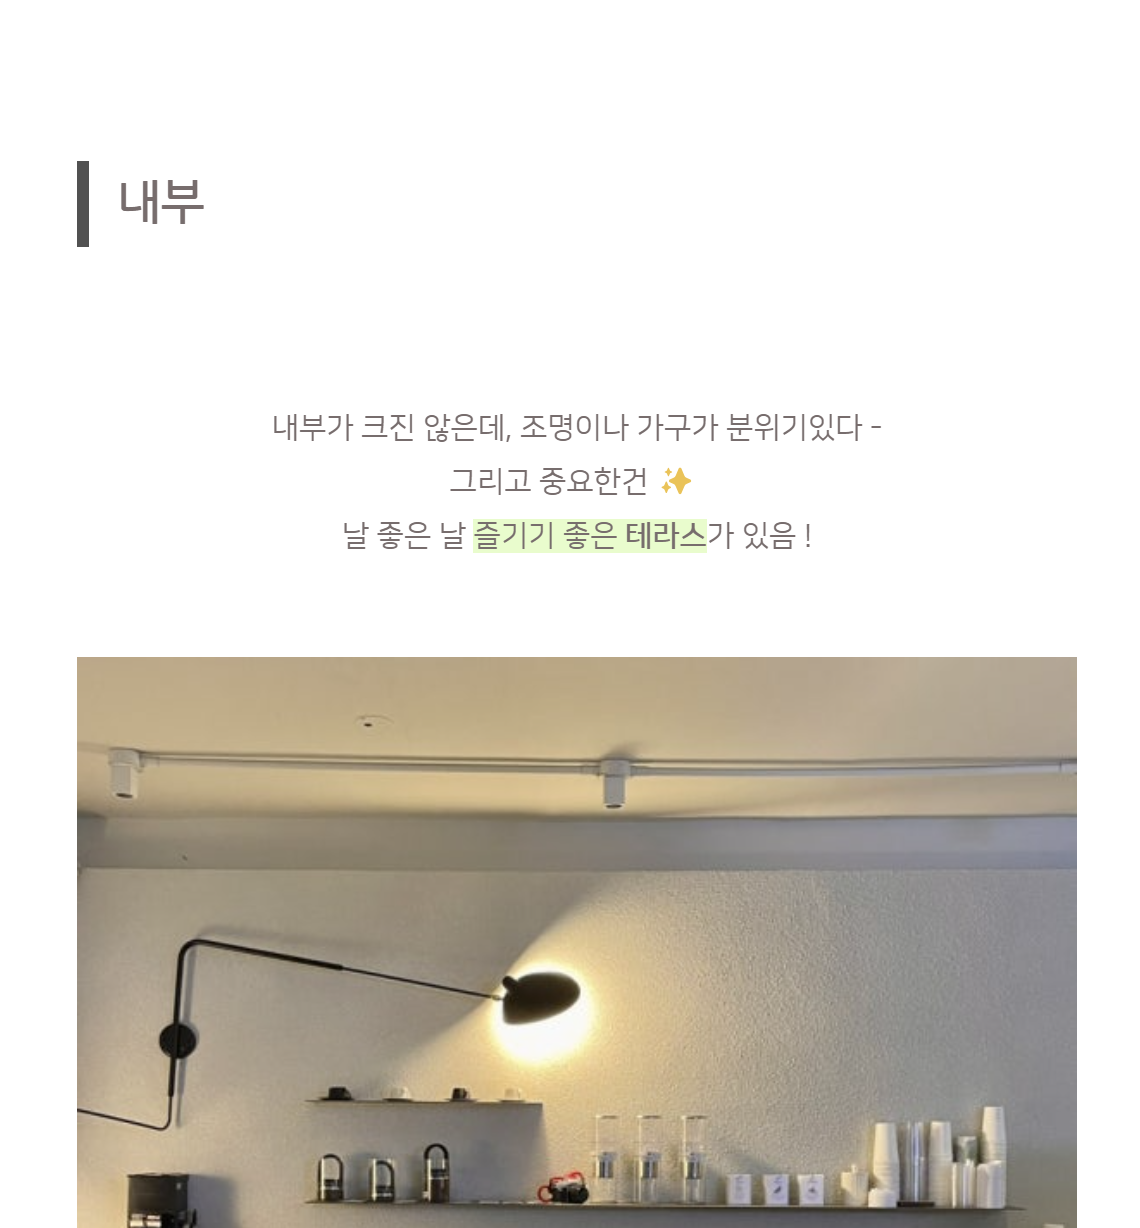 내부
내부가 크진 않은데, 조명이나 가구가 분위기있다 -
그리고 중요한건 ✨
날 좋은 날 즐기기 좋은 테라스가 있음 !